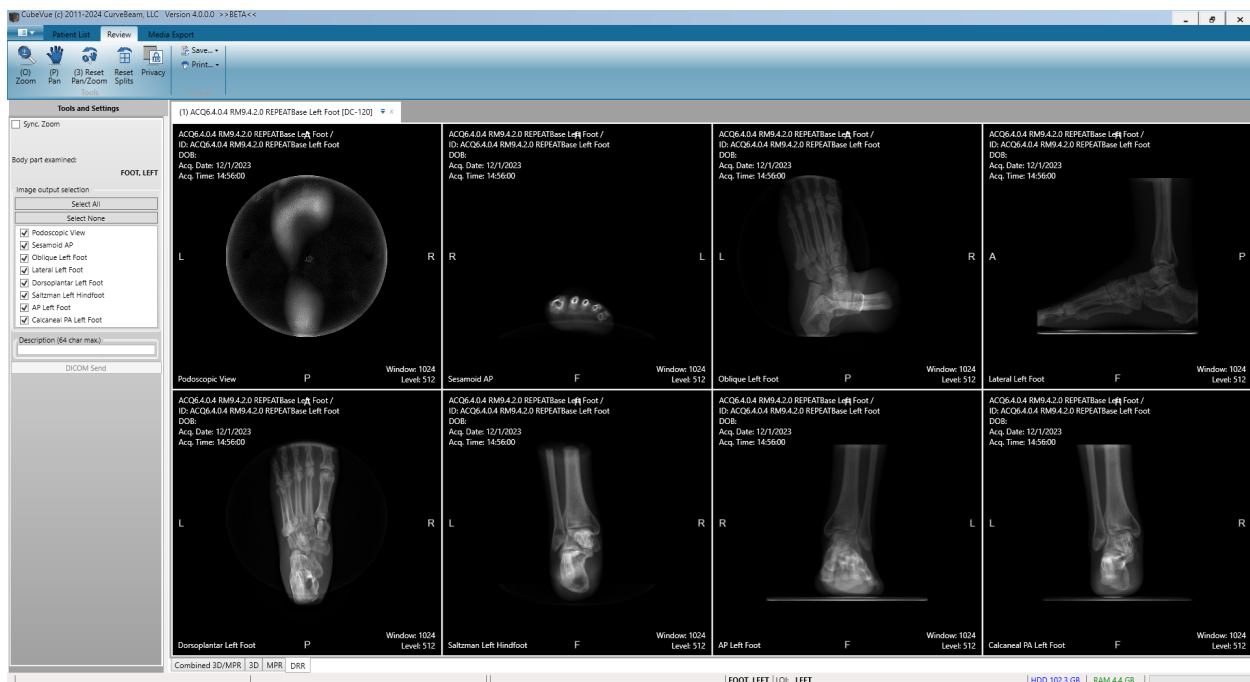 CubeVue (c) 2011-2024 CurveBeam, LLC Version 4.0.0.0 >>BETA<<
Patient List Review Media Export
(O) Zoom
(P) Pan
(3) Reset Pan/Zoom
Reset Splits
Privacy
Save...
Print...
Tools
Tools and Settings
Sync. Zoom
Body part examined:
FOOT, LEFT
Image output selection
Select All
Select None
Podoscopic View
Sesamoid AP
Oblique Left Foot
Lateral Left Foot
Dorsoplantar Left Foot
Saltzman Left Hindfoot
AP Left Foot
Calcaneal PA Left Foot
Description (64 char max.)
DICOM Send
(1) ACQ6.4.0.4 RM9.4.2.0 REPEATBase Left Foot [DC-120]
ACQ6.4.0.4 RM9.4.2.0 REPEATBase Left Foot /
ID: ACQ6.4.0.4 RM9.4.2.0 REPEATBase Left Foot
DOB:
Acq. Date: 12/1/2023
Acq. Time: 14:56:00
A
L R
Window: 1024
Podoscopic View P Level: 512
ACQ6.4.0.4 RM9.4.2.0 REPEATBase Left Foot /
ID: ACQ6.4.0.4 RM9.4.2.0 REPEATBase Left Foot
DOB:
Acq. Date: 12/1/2023
Acq. Time: 14:56:00
H
R L
Window: 1024
Sesamoid AP F Level: 512
ACQ6.4.0.4 RM9.4.2.0 REPEATBase Left Foot /
ID: ACQ6.4.0.4 RM9.4.2.0 REPEATBase Left Foot
DOB:
Acq. Date: 12/1/2023
Acq. Time: 14:56:00
A
L R
Window: 1024
Oblique Left Foot P Level: 512
ACQ6.4.0.4 RM9.4.2.0 REPEATBase Left Foot /
ID: ACQ6.4.0.4 RM9.4.2.0 REPEATBase Left Foot
DOB:
Acq. Date: 12/1/2023
Acq. Time: 14:56:00
H
A P
Window: 1024
Lateral Left Foot F Level: 512
ACQ6.4.0.4 RM9.4.2.0 REPEATBase Left Foot /
ID: ACQ6.4.0.4 RM9.4.2.0 REPEATBase Left Foot
DOB:
Acq. Date: 12/1/2023
Acq. Time: 14:56:00
A
L R
Window: 1024
Dorsoplantar Left Foot P Level: 512
ACQ6.4.0.4 RM9.4.2.0 REPEATBase Left Foot /
ID: ACQ6.4.0.4 RM9.4.2.0 REPEATBase Left Foot
DOB:
Acq. Date: 12/1/2023
Acq. Time: 14:56:00
H
L R
Window: 1024
Saltzman Left Hindfoot F Level: 512
ACQ6.4.0.4 RM9.4.2.0 REPEATBase Left Foot /
ID: ACQ6.4.0.4 RM9.4.2.0 REPEATBase Left Foot
DOB:
Acq. Date: 12/1/2023
Acq. Time: 14:56:00
H
R L
Window: 1024
AP Left Foot F Level: 512
ACQ6.4.0.4 RM9.4.2.0 REPEATBase Left Foot /
ID: ACQ6.4.0.4 RM9.4.2.0 REPEATBase Left Foot
DOB:
Acq. Date: 12/1/2023
Acq. Time: 14:56:00
H
L R
Window: 1024
Calcaneal PA Left Foot F Level: 512
Combined 3D/MPR 3D MPR DRR
FOOT, LEFT LOI: LEFT HDD 102.3 GB RAM 4.4 GB